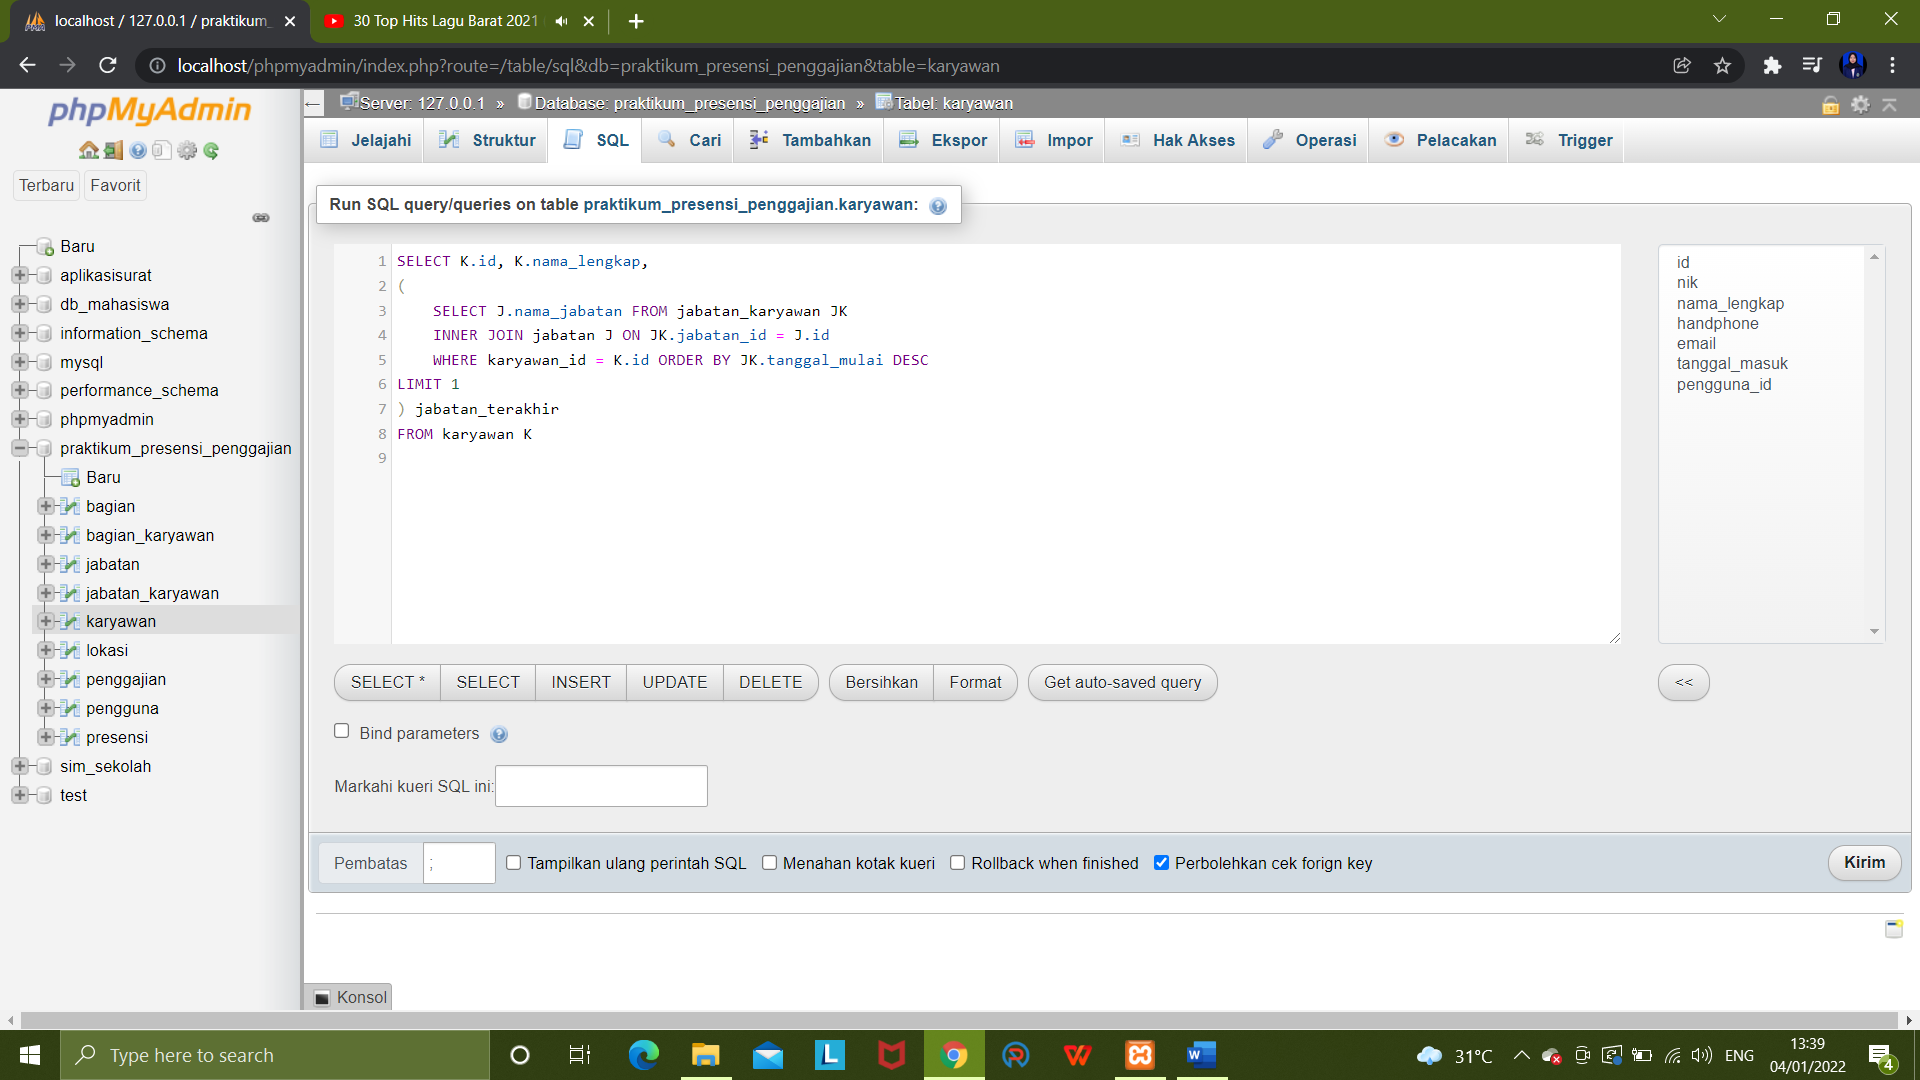 localhost / 127.0.0.1 / praktikum_
30 Top Hits Lagu Barat 2021
localhost/phpmyadmin/index.php?route=/table/sql&db=praktikum_presensi_penggajian&table=karyawan
phpMyAdmin
Terbaru
Favorit
Baru
aplikasisurat
db_mahasiswa
information_schema
mysql
performance_schema
phpmyadmin
praktikum_presensi_penggajian
Baru
bagian
bagian_karyawan
jabatan
jabatan_karyawan
karyawan
lokasi
penggajian
pengguna
presensi
sim_sekolah
test
Server: 127.0.0.1 » Database: praktikum_presensi_penggajian » Tabel: karyawan
Jelajahi
Struktur
SQL
Cari
Tambahkan
Ekspor
Impor
Hak Akses
Operasi
Pelacakan
Trigger
Run SQL query/queries on table praktikum_presensi_penggajian.karyawan:
1 SELECT K.id, K.nama_lengkap,
2 (
3 SELECT J.nama_jabatan FROM jabatan_karyawan JK
4 INNER JOIN jabatan J ON JK.jabatan_id = J.id
5 WHERE karyawan_id = K.id ORDER BY JK.tanggal_mulai DESC
6 LIMIT 1
7 ) jabatan_terakhir
8 FROM karyawan K
9
id
nik
nama_lengkap
handphone
email
tanggal_masuk
pengguna_id
SELECT *
SELECT
INSERT
UPDATE
DELETE
Bersihkan
Format
Get auto-saved query
<<
Bind parameters
Markahi kueri SQL ini:
Pembatas
;
Tampilkan ulang perintah SQL
Menahan kotak kueri
Rollback when finished
Perbolehkan cek forign key
Kirim
Konsol
Type here to search
31°C
ENG
13:39
04/01/2022
4